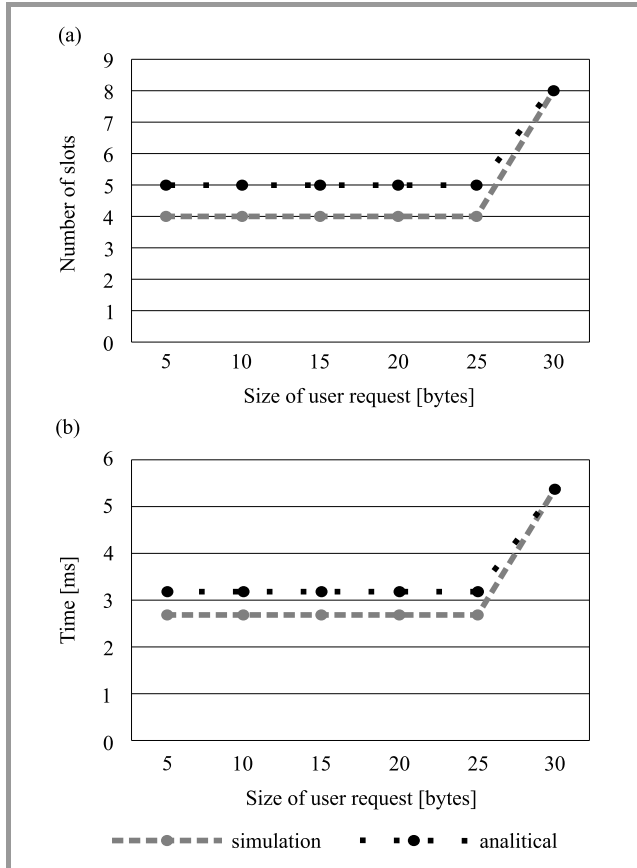 (a)
9
8
7
6
5
4
3
2
1
0
Number of slots
5 10 15 20 25 30
Size of user request [bytes]
(b)
6
5
4
3
2
1
0
Time [ms]
5 10 15 20 25 30
Size of user request [bytes]
simulation analitical